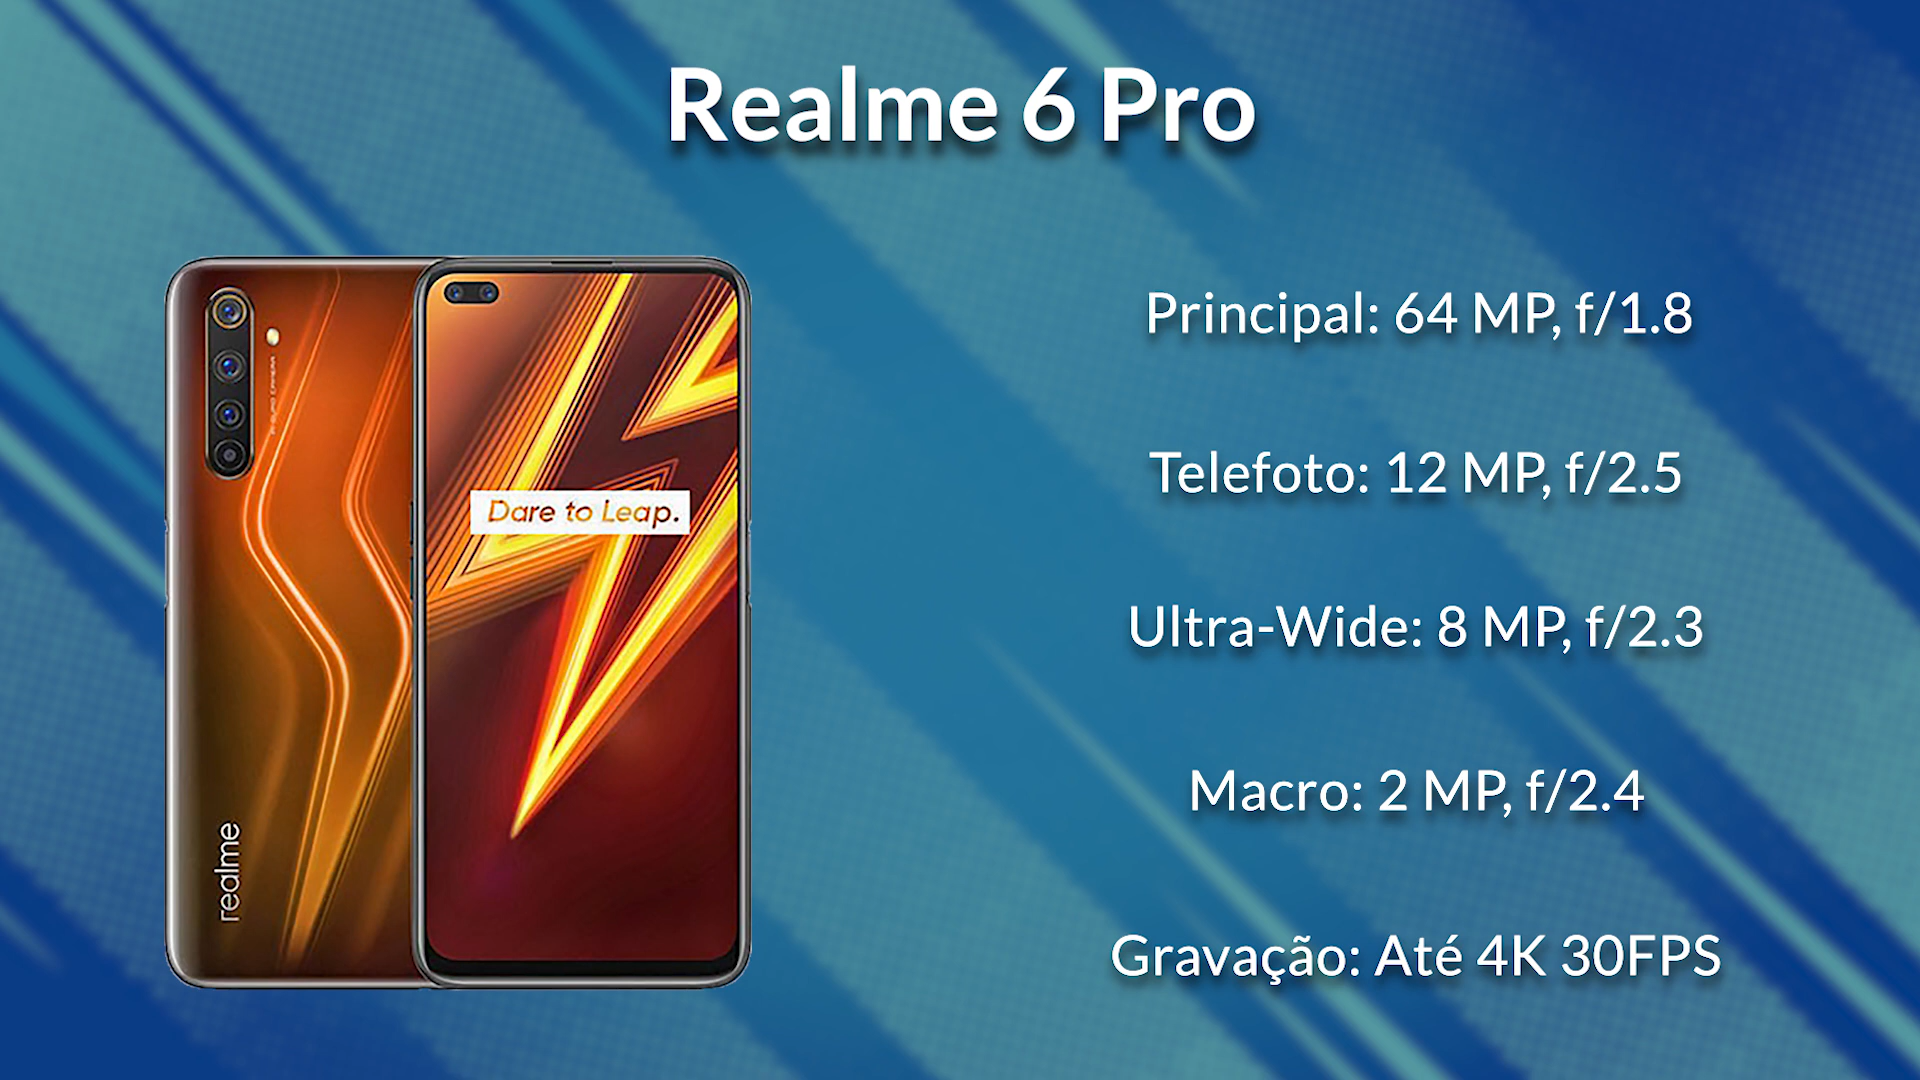 Realme 6 Pro
Principal: 64 MP, f/1.8
Telefoto: 12 MP, f/2.5
Dare to Leap.
Ultra-Wide: 8 MP, f/2.3
Macro: 2 MP, f/2.4
realme
Gravação: Até 4K 30FPS